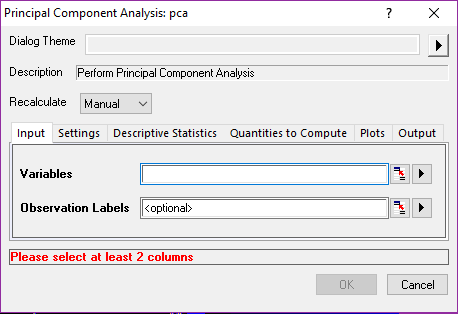 Principal Component Analysis: pca
Dialog Theme
Description Perform Principal Component Analysis
Recalculate Manual
Input Settings Descriptive Statistics Quantities to Compute Plots Output
Variables
Observation Labels <optional>
Please select at least 2 columns
OK Cancel